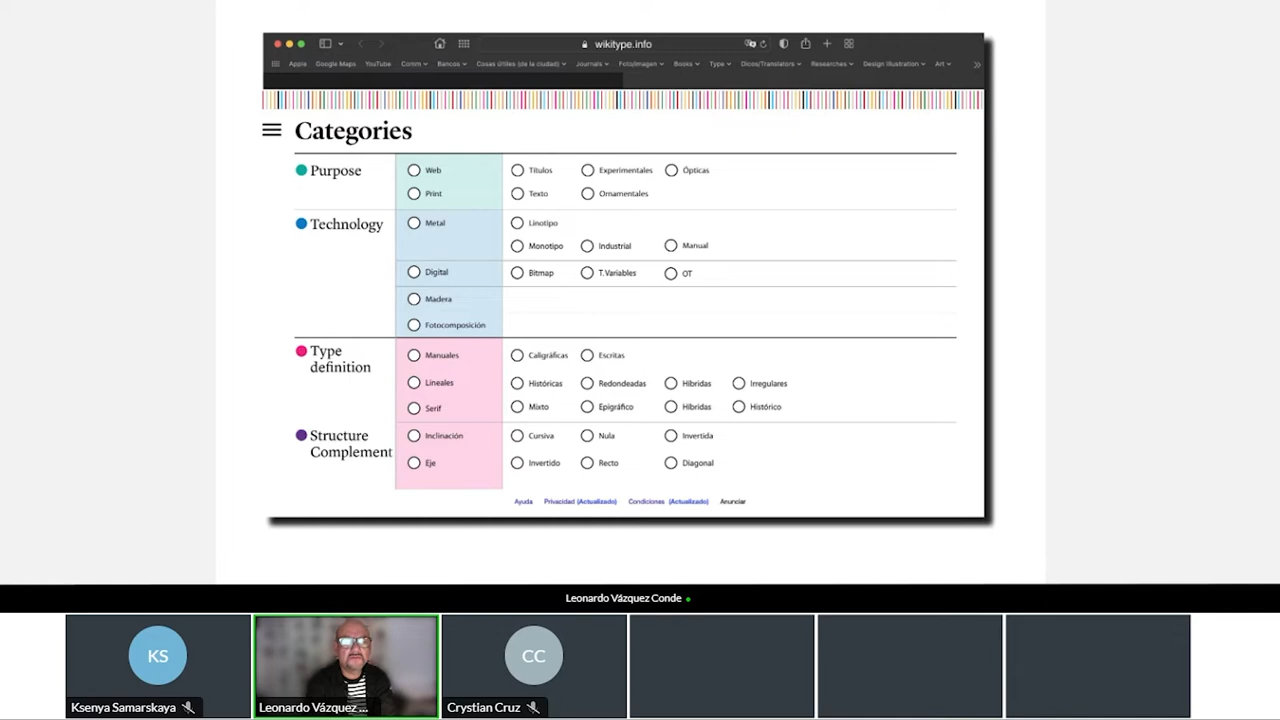 wikitype.info
Apple Google Maps YouTube Comm Bancos Cosas útiles (de la ciudad) Journals Foto/imagen Books Type Dicos/Translators Researches Design Illustration Art
Categories
Purpose Web Títulos Experimentales Ópticas
Print Texto Ornamentales
Technology Metal Linotipo
Monotipo Industrial Manual
Digital Bitmap T.Variables OT
Madera
Fotocomposición
Type Manuales Caligráficas Escritas
definition Lineales Históricas Redondeadas Híbridas Irregulares
Serif Mixto Epigráfico Híbridas Histórico
Structure Inclinación Cursiva Nula Invertida
Complement Eje Invertido Recto Diagonal
Ayuda Privacidad (Actualizado) Condiciones (Actualizado) Anunciar
Leonardo Vázquez Conde
KS CC
Ksenya Samarskaya Leonardo Vázquez ... Crystian Cruz